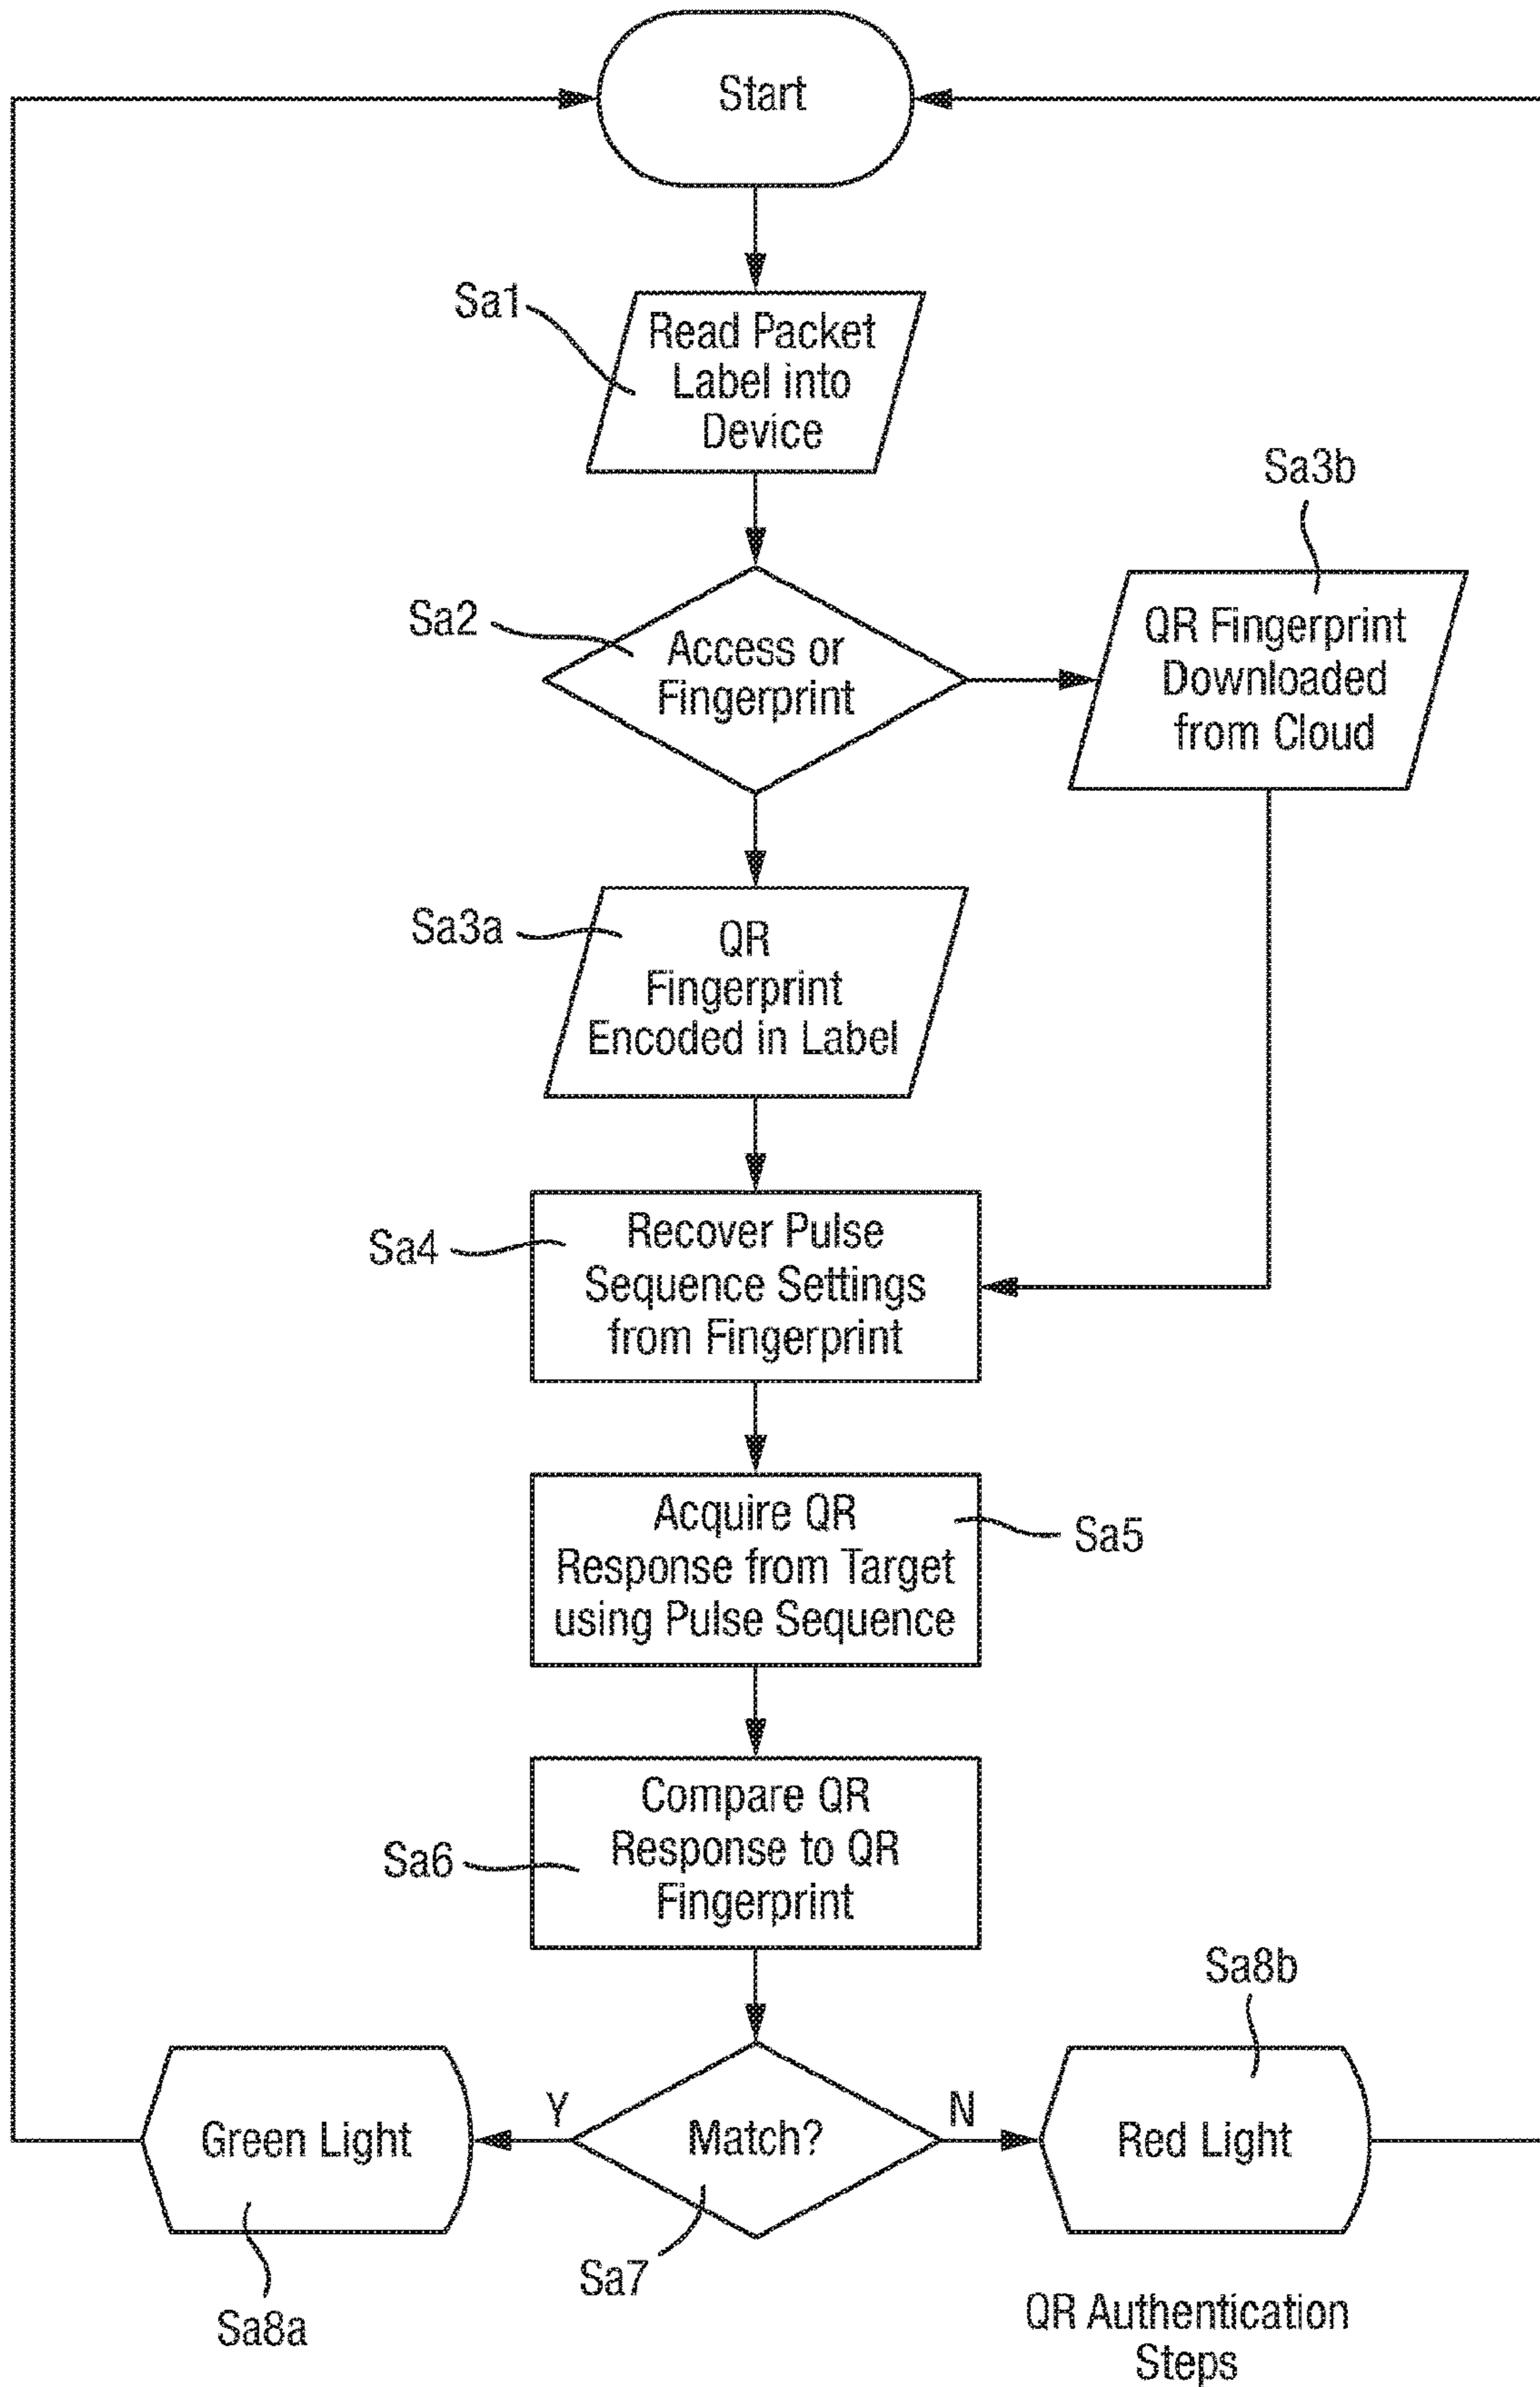 Start
Sa1
Read Packet
Label into
Device
Sa3b
Sa2
Access or
Fingerprint
QR Fingerprint
Downloaded
from Cloud
Sa3a
QR
Fingerprint
Encoded in Label
Sa4
Recover Pulse
Sequence Settings
from Fingerprint
Acquire QR
Response from Target
using Pulse Sequence
Sa5
Compare QR
Response to QR
Fingerprint
Sa6
Sa8b
Green Light
Y
Match?
N
Red Light
Sa7
Sa8a
QR Authentication
Steps